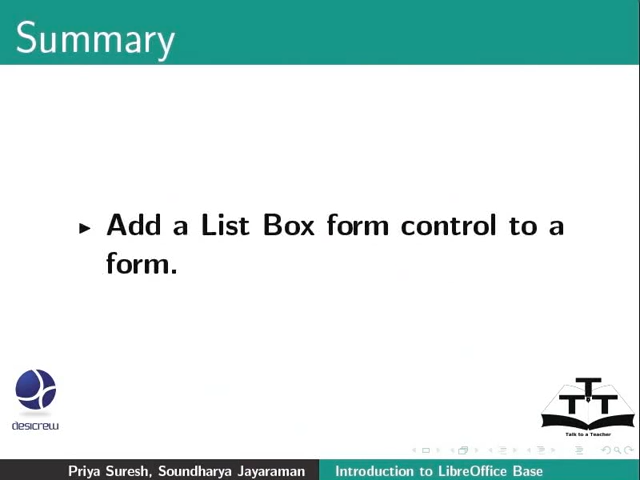 Summary
▶ Add a List Box form control to a
form.
desicrew
T
T T
Talk to a Teacher
Priya Suresh, Soundharya Jayaraman Introduction to LibreOffice Base